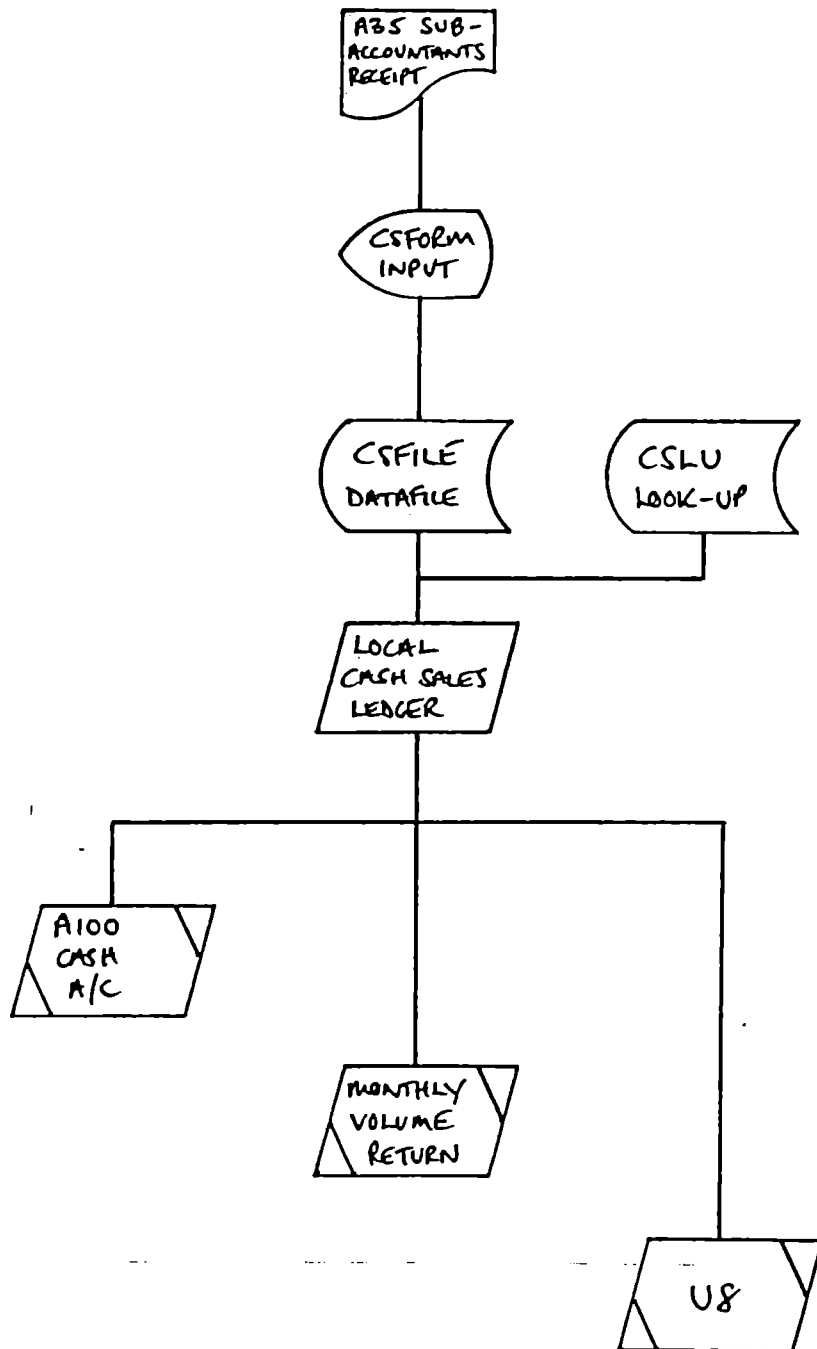 A35 SUB-
ACCOUNTANTS
RECEIPT
CSFORM
INPUT
CSFILE
DATAFILE
CSLU
LOOK-UP
LOCAL
CASH SALES
LEDGER
A100
CASH
A/C
MONTHLY
VOLUME
RETURN
U8